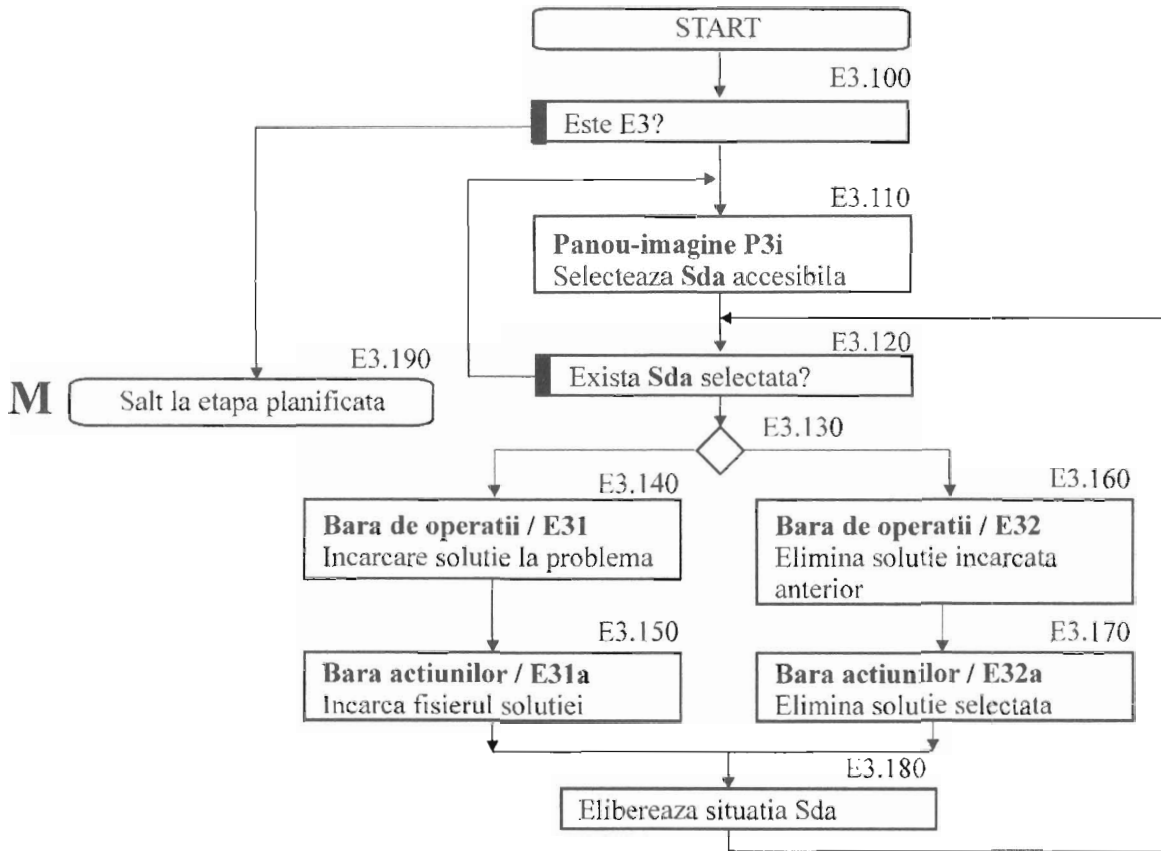 START
E3.100
Este E3?
E3.110
Panou-imagine P3i
Selecteaza Sda accesibila
E3.120
Exista Sda selectata?
E3.190
M
Salt la etapa planificata
E3.130
E3.140
Bara de operatii / E31
Incarcare solutie la problema
E3.160
Bara de operatii / E32
Elimina solutie incarcata
anterior
E3.150
Bara actiunilor / E31a
Incarca fisierul solutiei
E3.170
Bara actiunilor / E32a
Elimina solutie selectata
E3.180
Elibereaza situatia Sda